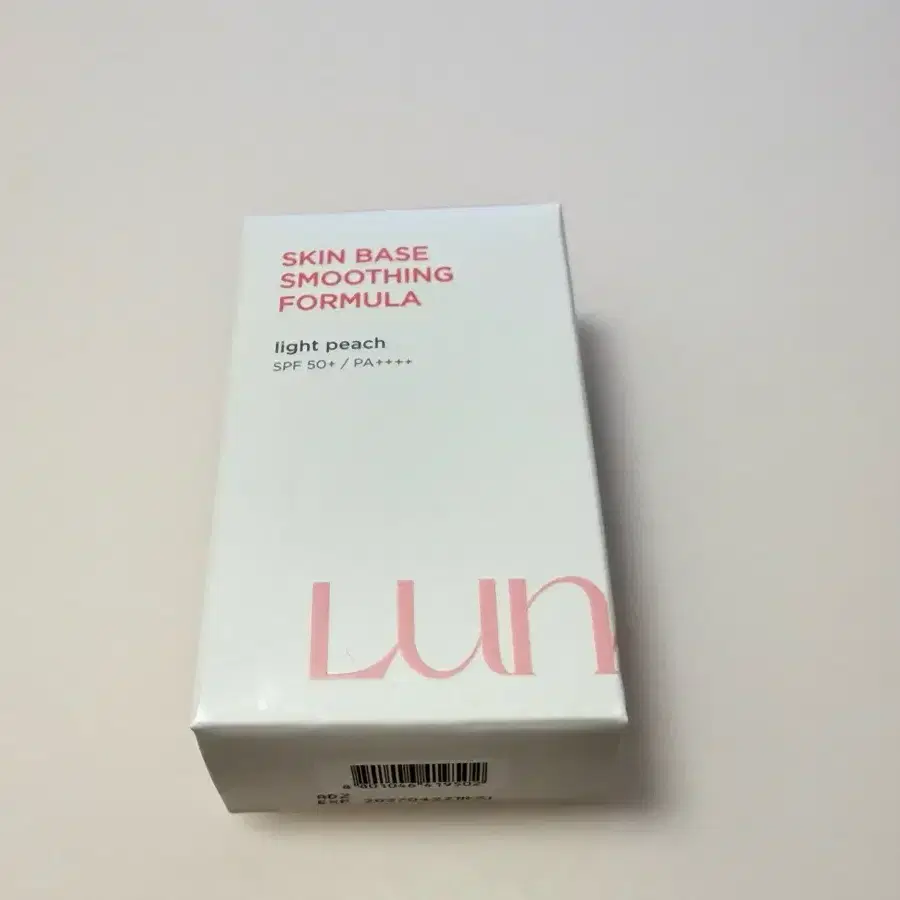 SKIN BASE
SMOOTHING
FORMULA
light peach
SPF 50+ / PA++++
Lun